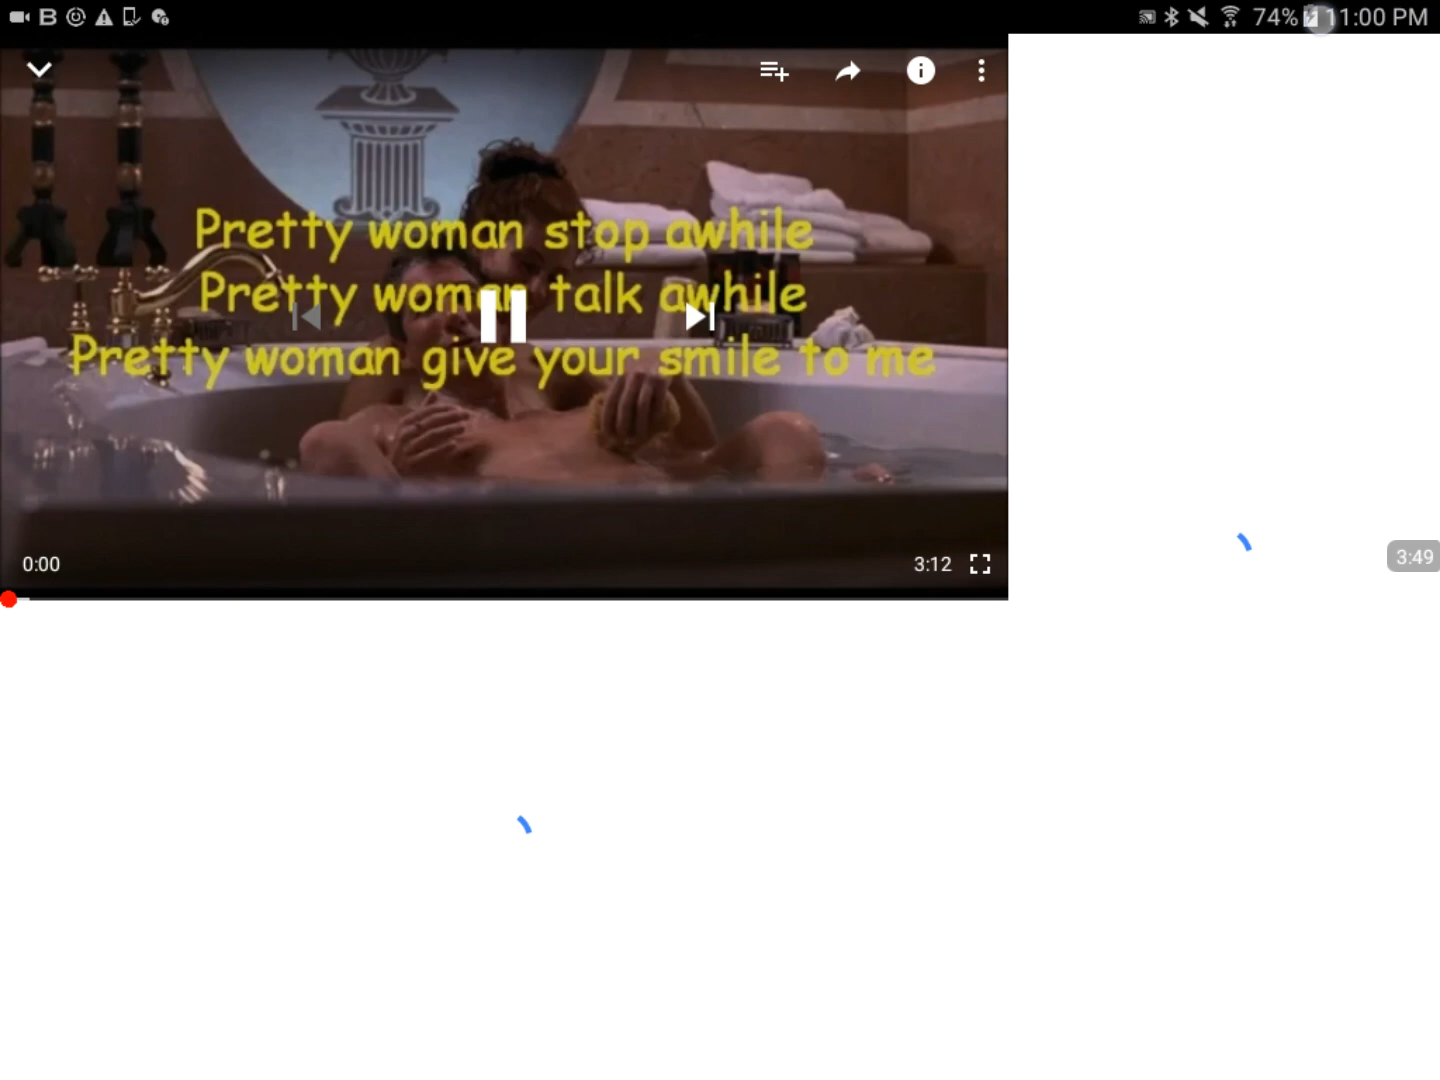 74% 11:00 PM
Pretty woman stop awhile
Pretty woman talk awhile
Pretty woman give your smile to me
0:00
3:12
3:49